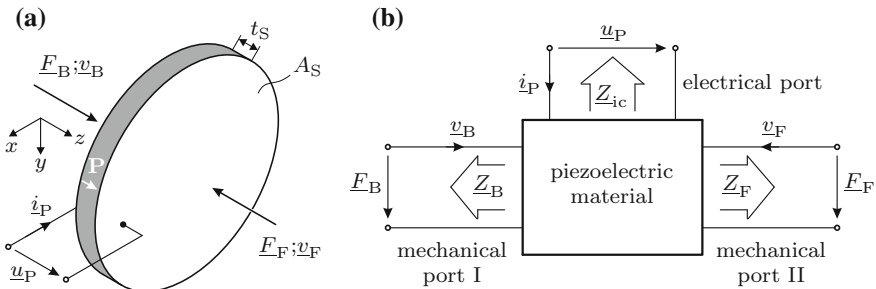 (a)
t_S
A_S
F_B;v_B
x
y
z
P
i_P
u_P
F_F;v_F
(b)
u_P
i_P
Z_ic
electrical port
v_B
v_F
F_B
Z_B
piezoelectric
material
Z_F
F_F
mechanical
port I
mechanical
port II